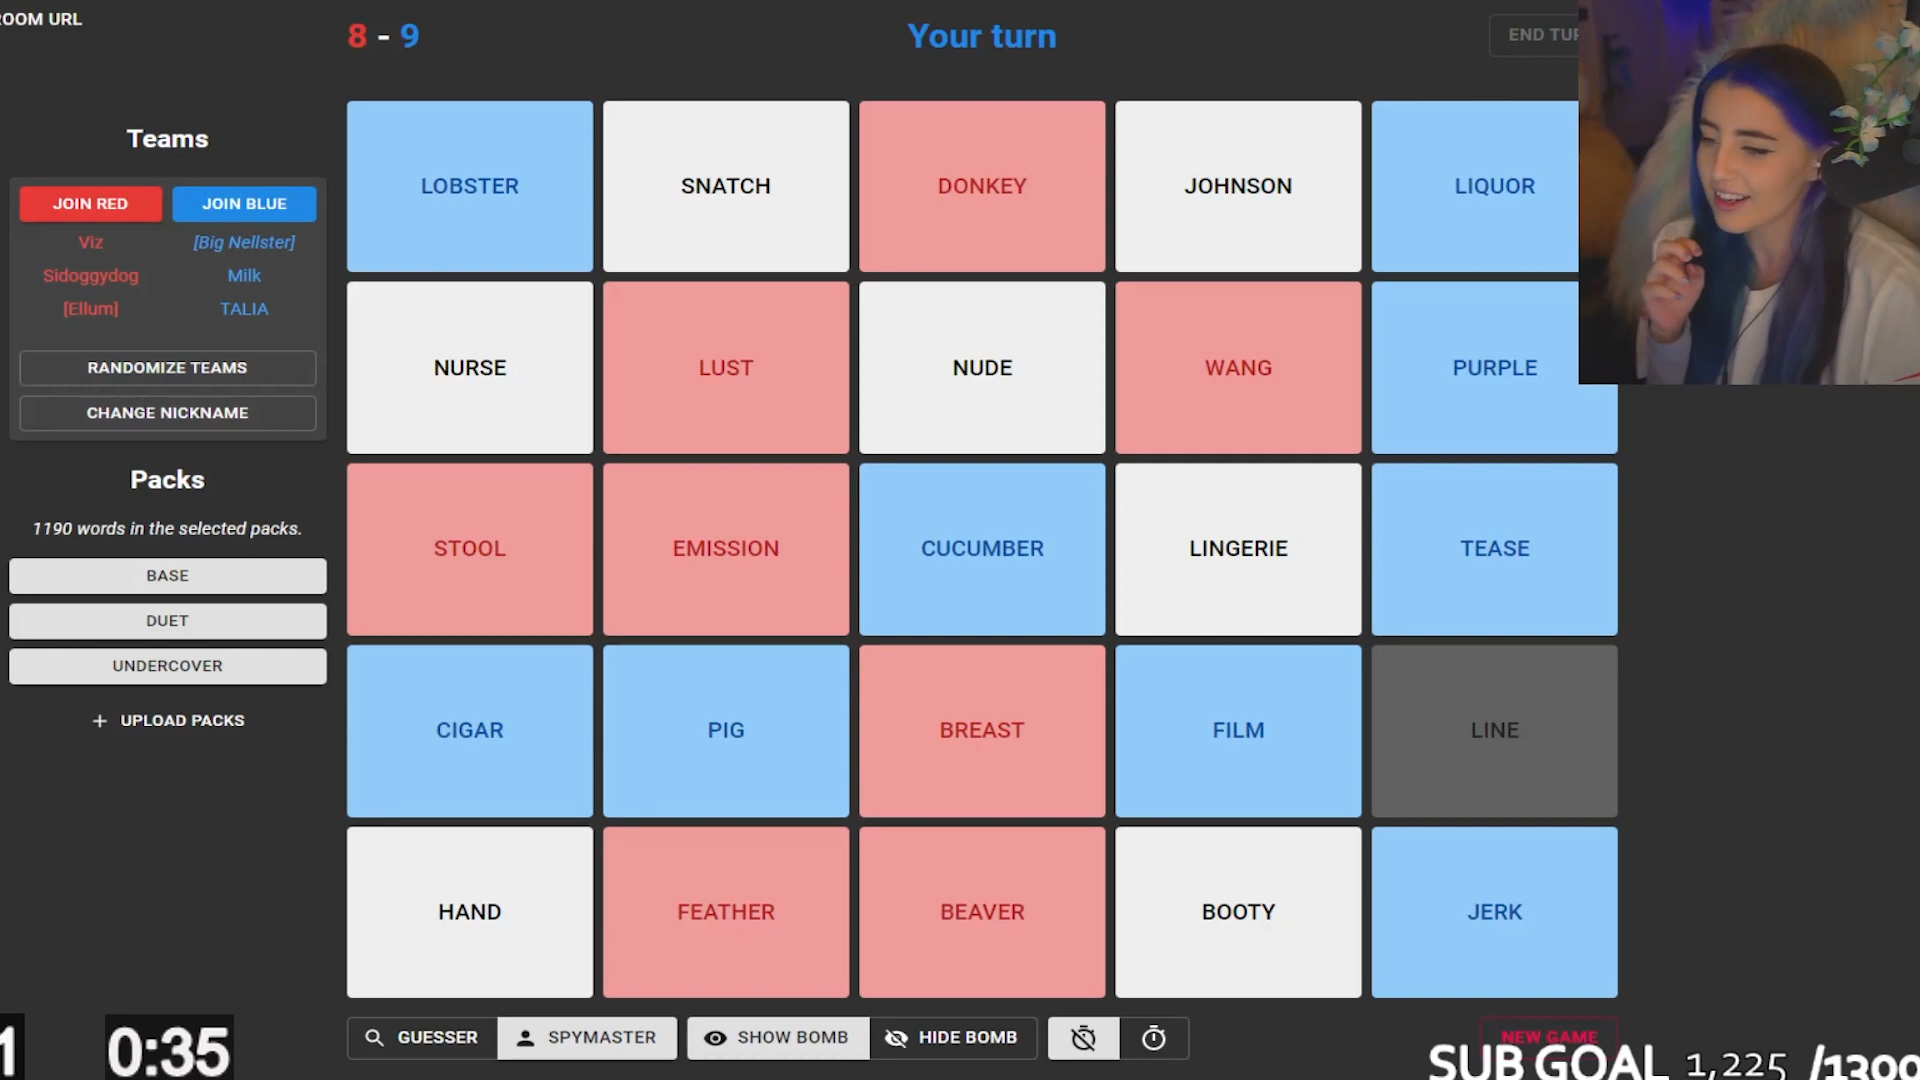 ROOM URL
8 - 9
Your turn
END TUR
Teams
JOIN RED
JOIN BLUE
Viz
[Big Nellster]
Sidoggydog
Milk
[Ellum]
TALIA
RANDOMIZE TEAMS
CHANGE NICKNAME
Packs
1190 words in the selected packs.
BASE
DUET
UNDERCOVER
+ UPLOAD PACKS
LOBSTER
SNATCH
DONKEY
JOHNSON
LIQUOR
NURSE
LUST
NUDE
WANG
PURPLE
STOOL
EMISSION
CUCUMBER
LINGERIE
TEASE
CIGAR
PIG
BREAST
FILM
LINE
HAND
FEATHER
BEAVER
BOOTY
JERK
1
0:35
GUESSER
SPYMASTER
SHOW BOMB
HIDE BOMB
NEW GAME
SUB GOAL 1,225 /1300